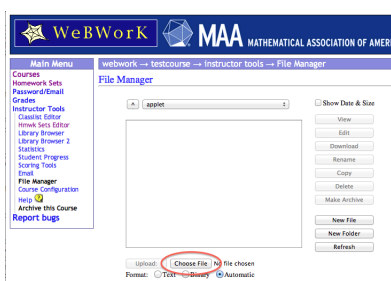 WeBWorK MAA MATHEMATICAL ASSOCIATION OF AMERI
Main Menu
Courses
Homework Sets
Password/Email
Grades
Instructor Tools
Classlist Editor
Hmwk Sets Editor
Library Browser
Library Browser 2
Statistics
Student Progress
Scoring Tools
Email
File Manager
Course Configuration
Help
Archive this Course
Report bugs
webwork → testcourse → instructor tools → File Manager
File Manager
^ applet
Show Date & Size
View
Edit
Download
Rename
Copy
Delete
Make Archive
New File
New Folder
Refresh
Upload: Choose File No file chosen
Format: Text Binary Automatic